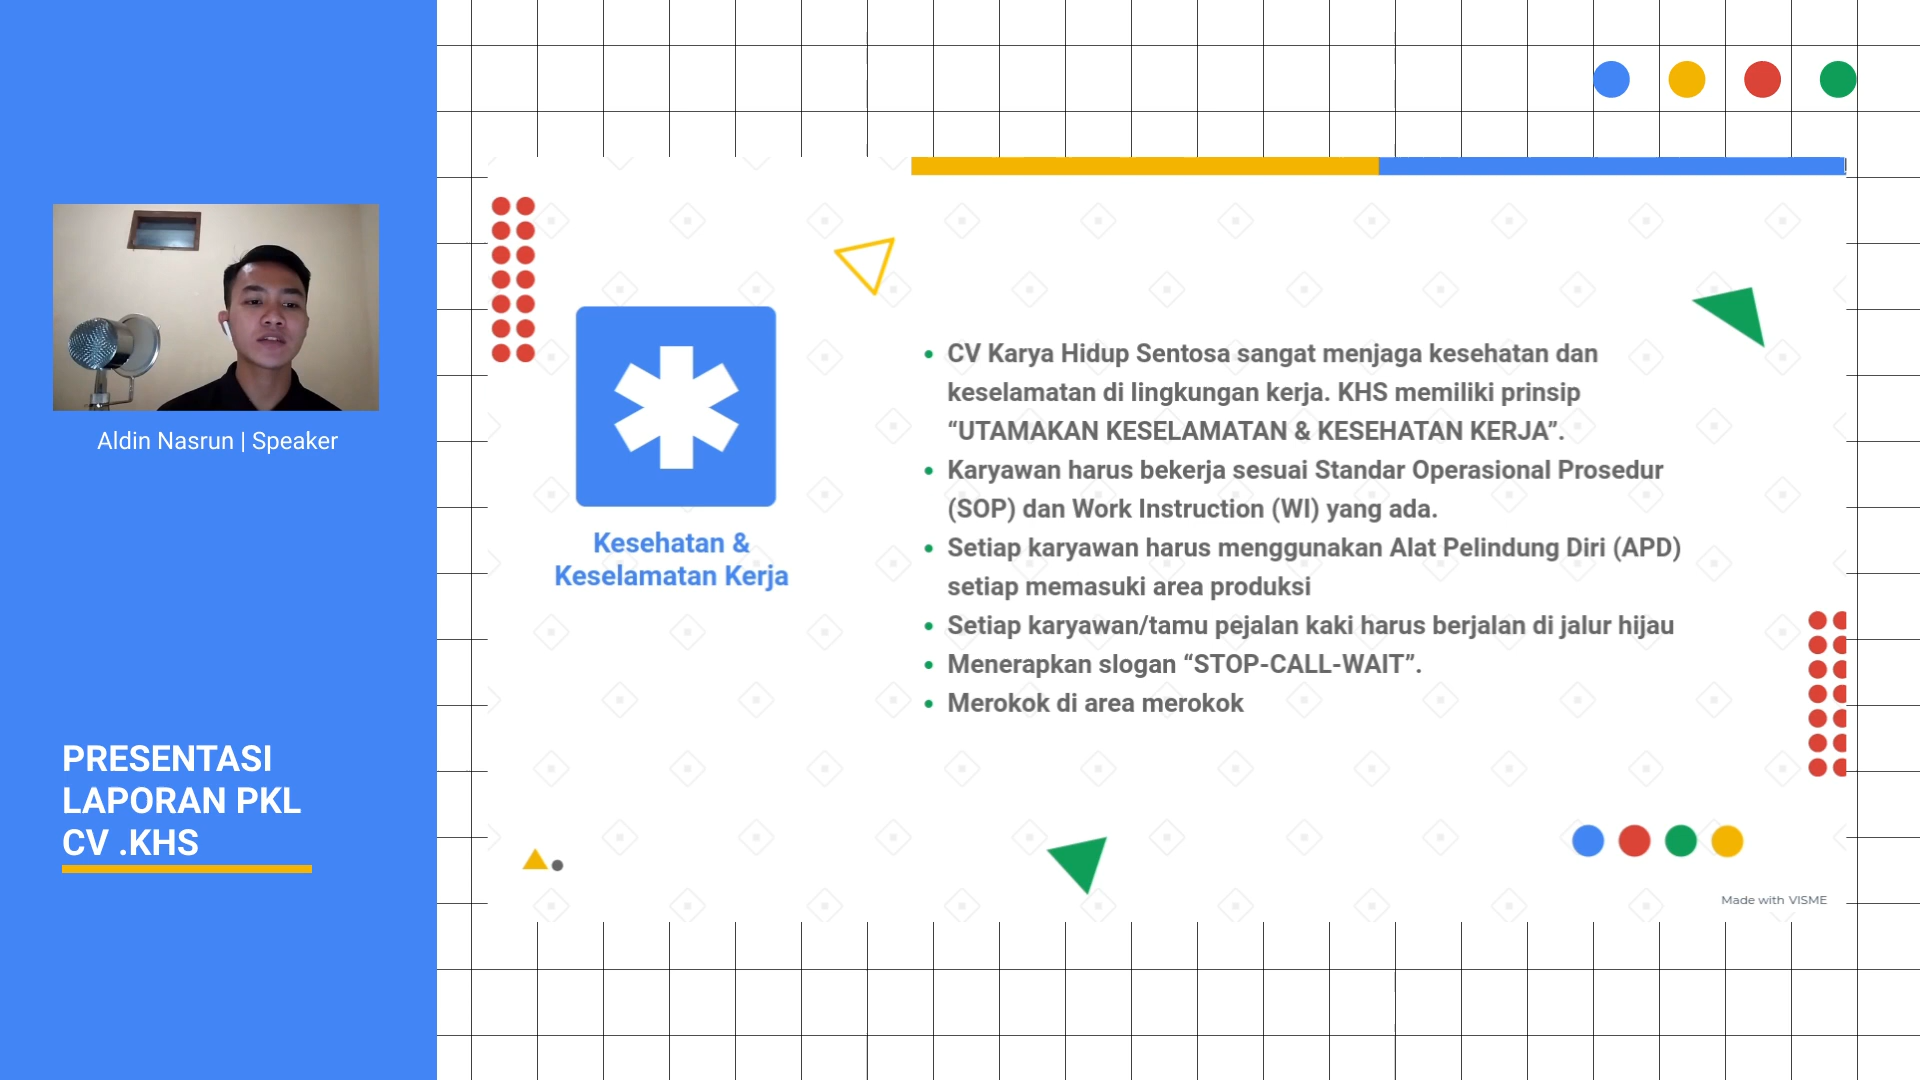 Aldin Nasrun | Speaker
PRESENTASI
LAPORAN PKL
CV .KHS
Kesehatan &
Keselamatan Kerja
• CV Karya Hidup Sentosa sangat menjaga kesehatan dan
keselamatan di lingkungan kerja. KHS memiliki prinsip
“UTAMAKAN KESELAMATAN & KESEHATAN KERJA”.
• Karyawan harus bekerja sesuai Standar Operasional Prosedur
(SOP) dan Work Instruction (WI) yang ada.
• Setiap karyawan harus menggunakan Alat Pelindung Diri (APD)
setiap memasuki area produksi
• Setiap karyawan/tamu pejalan kaki harus berjalan di jalur hijau
• Menerapkan slogan “STOP-CALL-WAIT”.
• Merokok di area merokok
Made with VISME